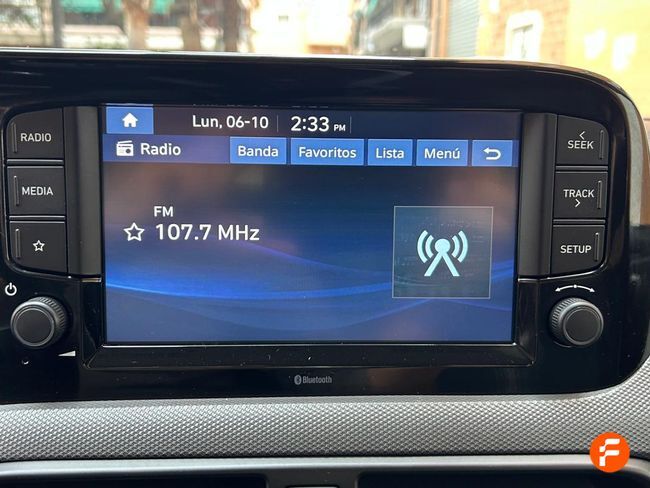 Lun, 06-10 2:33 PM
Radio Banda Favoritos Lista Menú
FM
107.7 MHz
RADIO
MEDIA
SEEK
TRACK
SETUP
Bluetooth